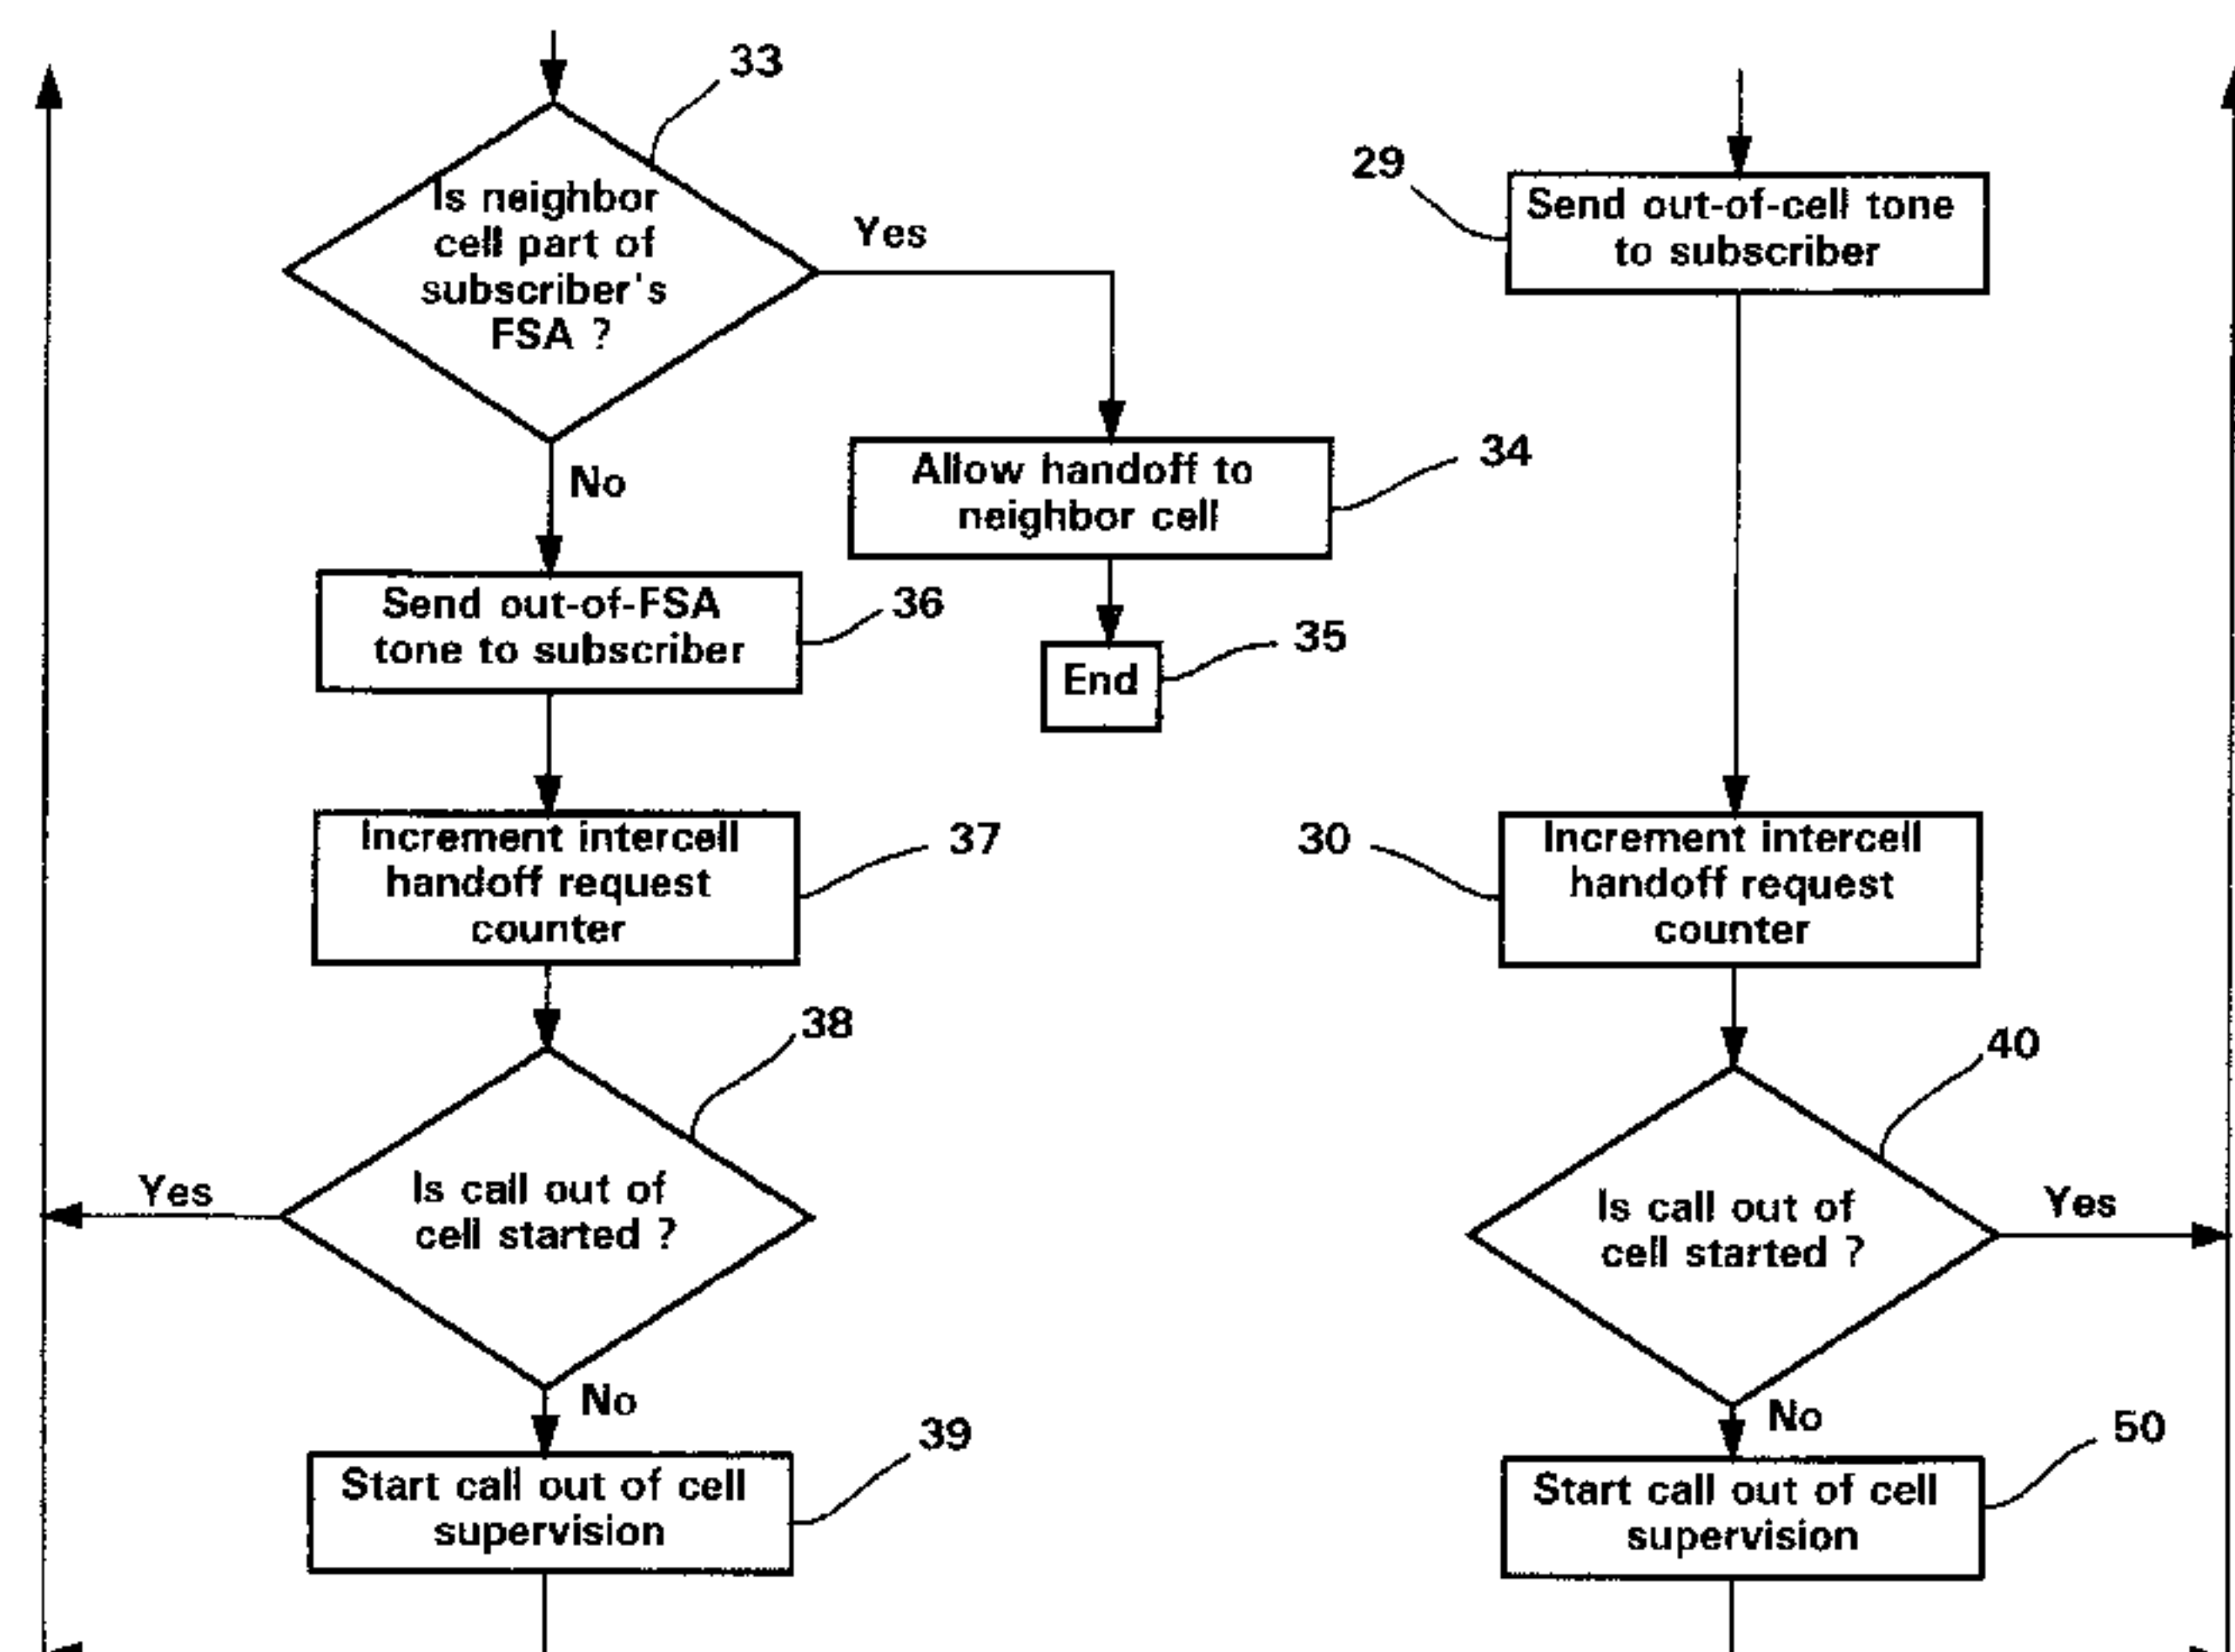 33
Is neighbor
cell part of
subscriber's
FSA ?
Yes
No
Allow handoff to
neighbor cell
34
End
35
Send out-of-FSA
tone to subscriber
36
Increment intercell
handoff request
counter
37
38
Is call out of
cell started ?
Yes
No
Start call out of cell
supervision
39
29
Send out-of-cell tone
to subscriber
30
Increment intercell
handoff request
counter
40
Is call out of
cell started ?
Yes
No
Start call out of cell
supervision
50